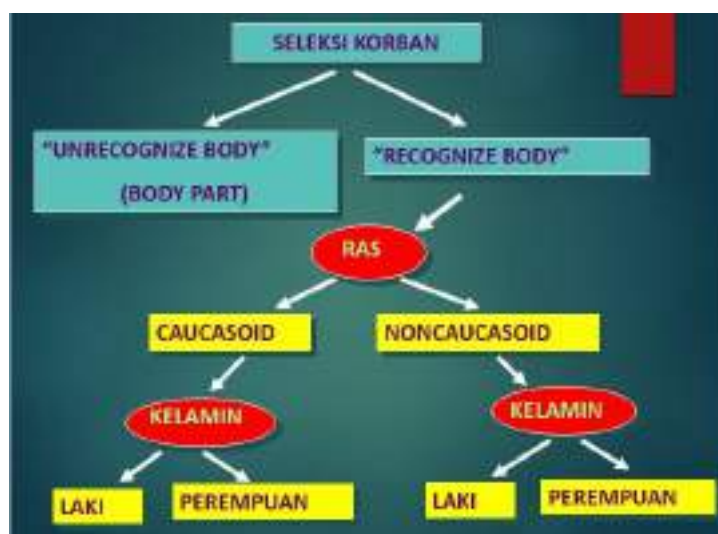 SELEKSI KORBAN
"UNRECOGNIZE BODY"
(BODY PART)
"RECOGNIZE BODY"
RAS
CAUCASOID
NONCAUCASOID
KELAMIN
KELAMIN
LAKI
PEREMPUAN
LAKI
PEREMPUAN